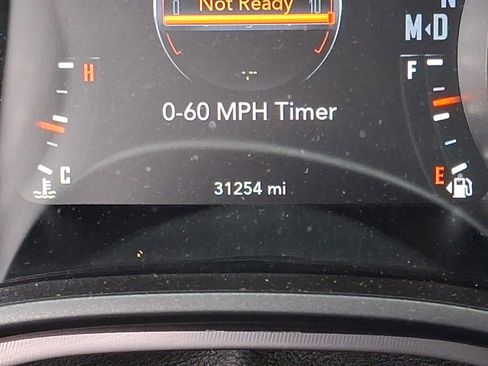 Not Ready
N
M◂D
H
F
0-60 MPH Timer
C
E
31254 mi